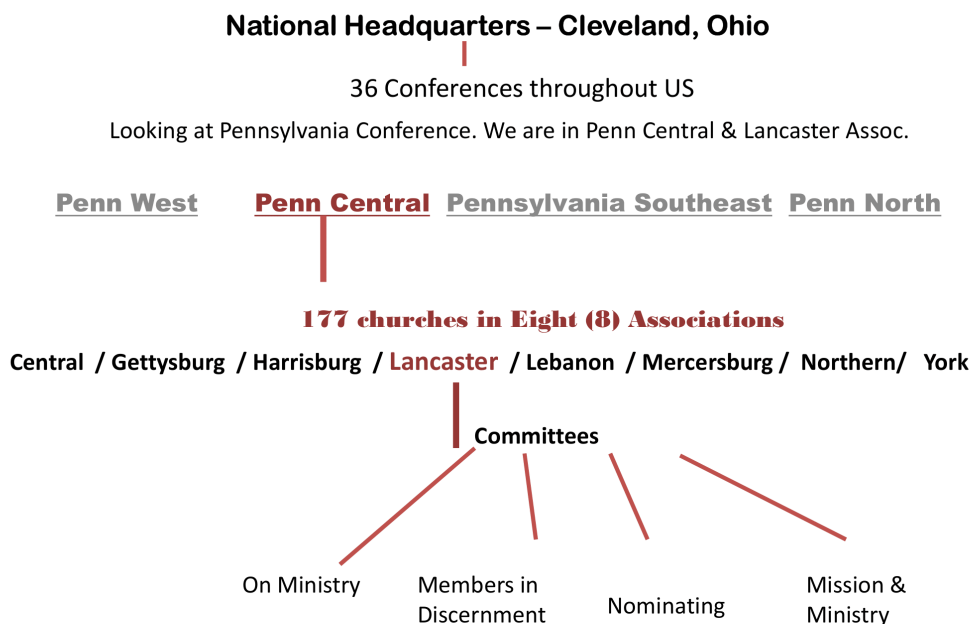 National Headquarters – Cleveland, Ohio
36 Conferences throughout US
Looking at Pennsylvania Conference. We are in Penn Central & Lancaster Assoc.
Penn West Penn Central Pennsylvania Southeast Penn North
177 churches in Eight (8) Associations
Central / Gettysburg / Harrisburg / Lancaster / Lebanon / Mercersburg / Northern/ York
Committees
On Ministry
Members in
Discernment
Nominating
Mission &
Ministry